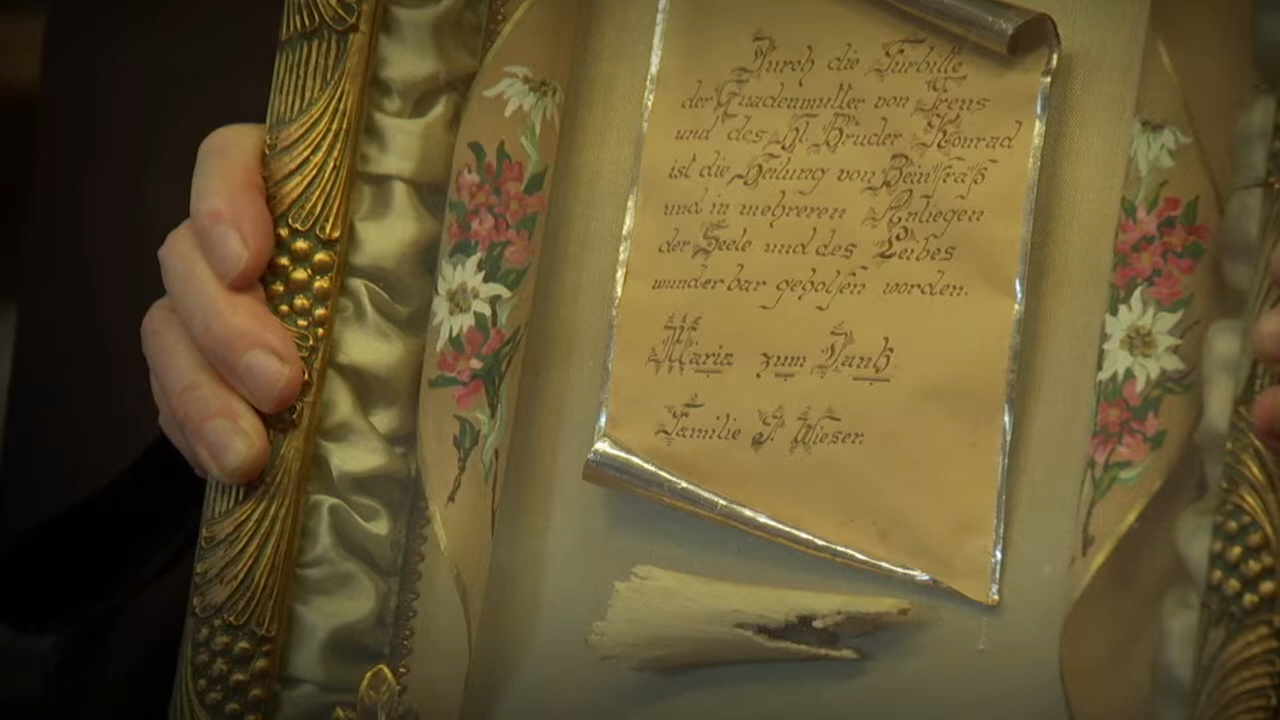 Durch die Fürbitte
der Gnadenmutter von Trens
und des Hl. Bruder Konrad
ist die Heilung von Beinfraß
und in mehreren Anliegen
der Seele und des Leibes
wunderbar geholfen worden.
Maria zum Dank
Familie J. Wieser.